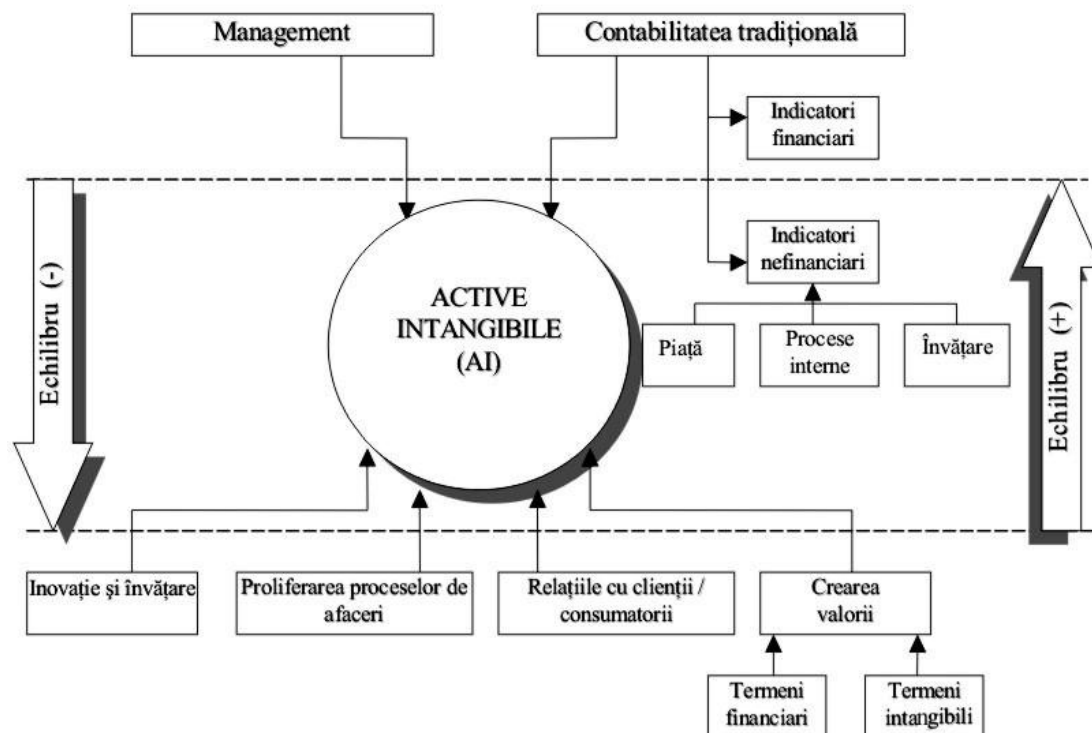 Management
Contabilitatea tradițională
Indicatori
financiari
Echilibru (-)
Indicatori
nefinanciari
ACTIVE
INTANGIBILE
(AI)
Piață
Procese
interne
Învățare
Echilibru (+)
Inovație şi învățare
Proliferarea proceselor de
afaceri
Relațiile cu clienții /
consumatorii
Crearea
valorii
Termeni
financiari
Termeni
intangibili